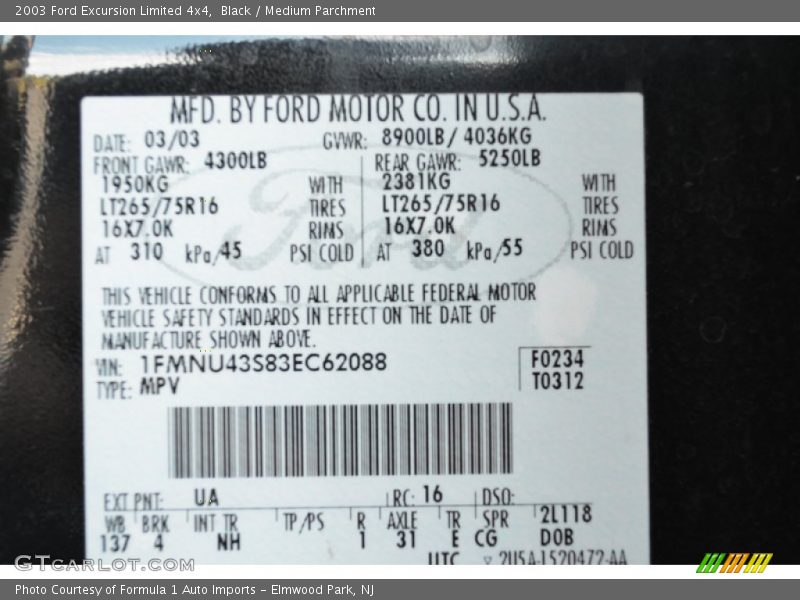 2003 Ford Excursion Limited 4x4, Black / Medium Parchment
MFD. BY FORD MOTOR CO. IN U.S.A.
DATE: 03/03 GVWR: 8900LB / 4036KG
FRONT GAWR: 4300LB REAR GAWR: 5250LB
1950KG WITH 2381KG WITH
LT265/75R16 TIRES LT265/75R16 TIRES
16X7.0K RIMS 16X7.0K RIMS
AT 310 kPa/45 PSI COLD AT 380 kPa/55 PSI COLD
Ford
THIS VEHICLE CONFORMS TO ALL APPLICABLE FEDERAL MOTOR
VEHICLE SAFETY STANDARDS IN EFFECT ON THE DATE OF
MANUFACTURE SHOWN ABOVE.
VIN: 1FMNU43S83EC62088 F0234
TYPE: MPV T0312
EXT PNT: UA RC: 16 DSO:
WB BRK INT TR TP/PS R AXLE TR SPR 2L118
137 4 NH 1 31 E CG DOB
UTC 2U5A-1520472-AA
GTCARLOT.COM
Photo Courtesy of Formula 1 Auto Imports - Elmwood Park, NJ